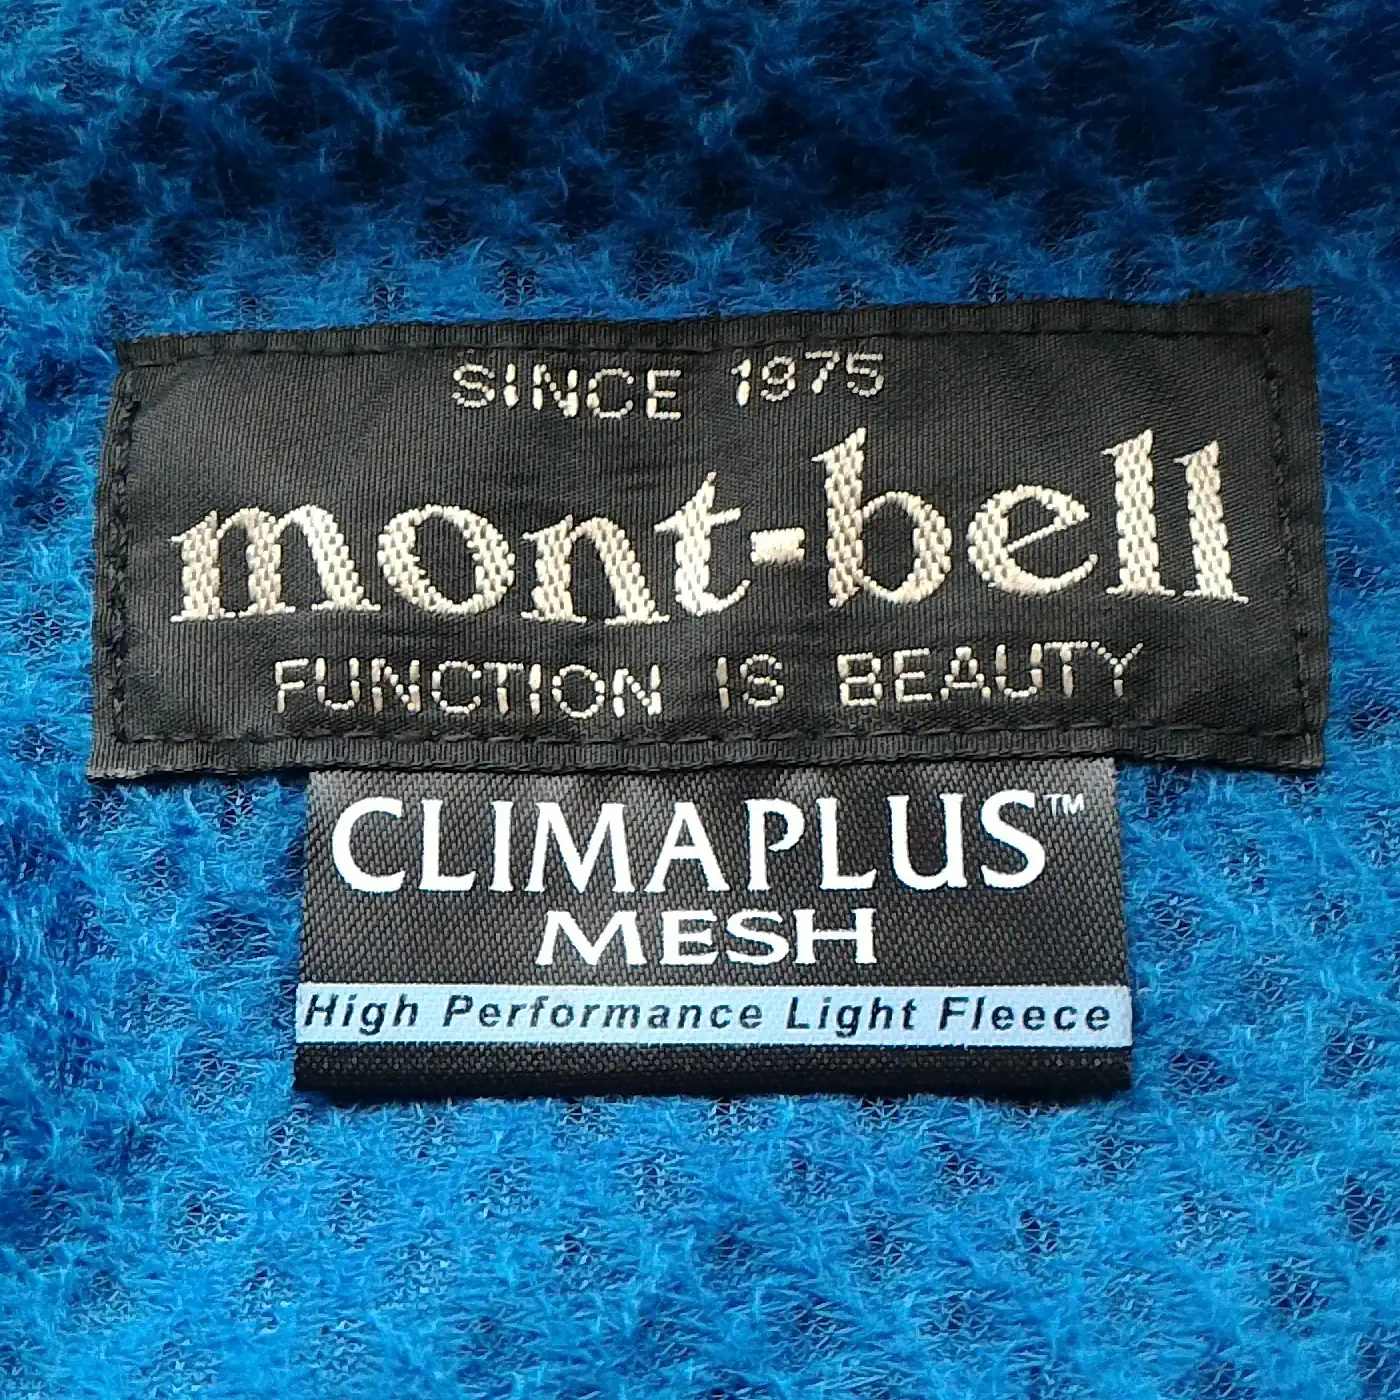 SINCE 1975
mont-bell
FUNCTION IS BEAUTY
CLIMAPLUS™
MESH
High Performance Light Fleece